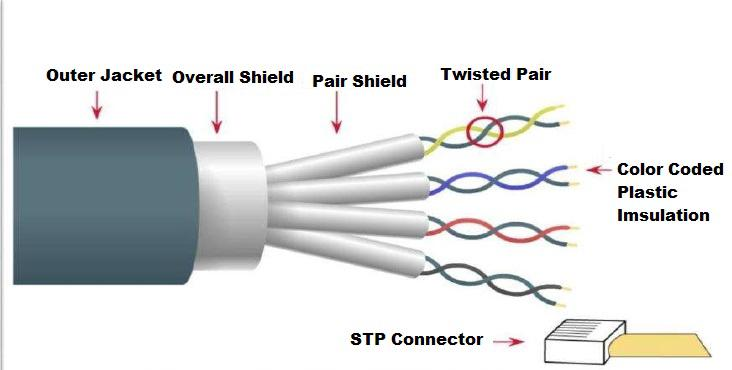 Outer Jacket
Overall Shield
Pair Shield
Twisted Pair
Color Coded
Plastic
Imsulation
STP Connector